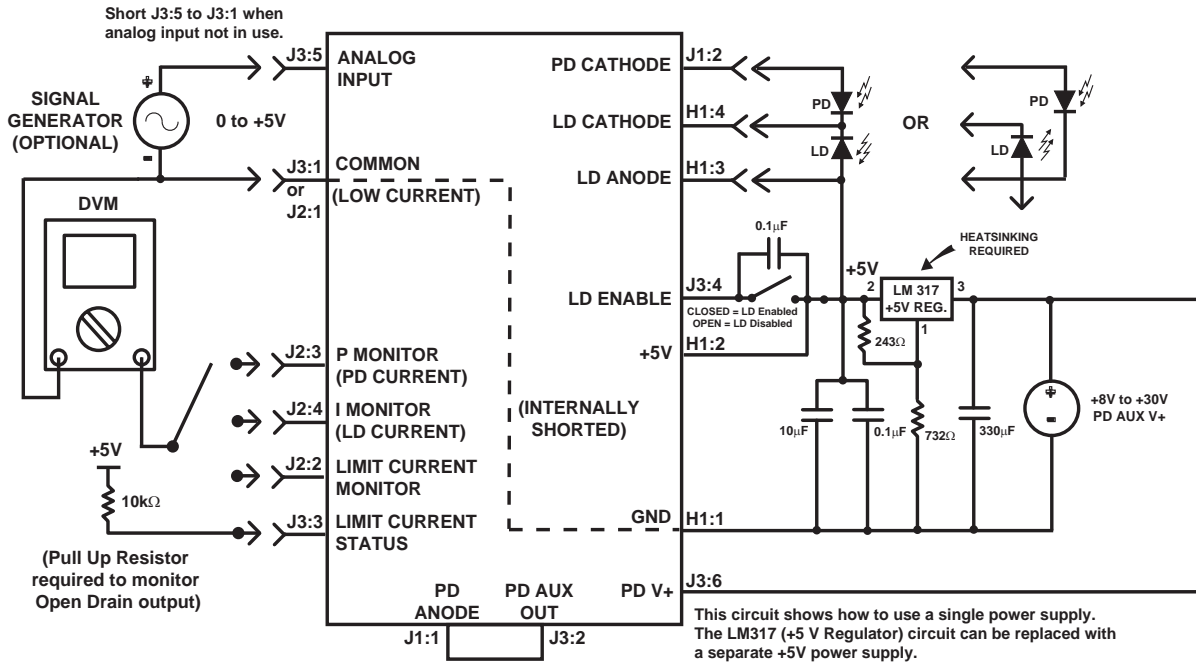 Short J3:5 to J3:1 when
analog input not in use.
SIGNAL
GENERATOR
(OPTIONAL)
+
-
0 to +5V
J3:5
ANALOG
INPUT
J3:1
or
J2:1
COMMON
(LOW CURRENT)
DVM
J2:3
P MONITOR
(PD CURRENT)
J2:4
I MONITOR
(LD CURRENT)
J2:2
LIMIT CURRENT
MONITOR
J3:3
LIMIT CURRENT
STATUS
+5V
10kΩ
(Pull Up Resistor
required to monitor
Open Drain output)
(INTERNALLY
SHORTED)
PD
ANODE
J1:1
PD AUX
OUT
J3:2
PD CATHODE
J1:2
LD CATHODE
H1:4
LD ANODE
H1:3
LD ENABLE
J3:4
+5V
H1:2
GND
H1:1
PD V+
J3:6
PD
LD
OR
PD
LD
0.1µF
CLOSED = LD Enabled
OPEN = LD Disabled
HEATSINKING
REQUIRED
+5V
2
LM 317
+5V REG.
3
1
243Ω
732Ω
10µF
0.1µF
330µF
+
-
+8V to +30V
PD AUX V+
This circuit shows how to use a single power supply.
The LM317 (+5 V Regulator) circuit can be replaced with
a separate +5V power supply.